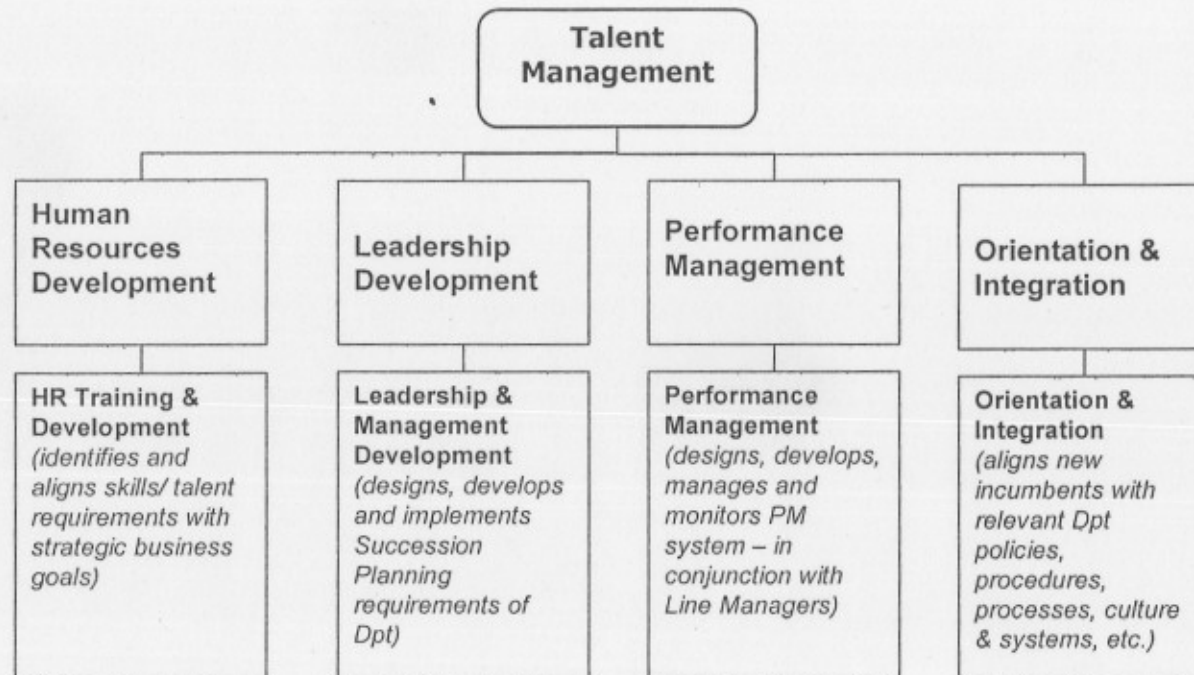 Talent
Management
Human
Resources
Development
Leadership
Development
Performance
Management
Orientation &
Integration
HR Training &
Development
(identifies and
aligns skills/ talent
requirements with
strategic business
goals)
Leadership &
Management
Development
(designs, develops
and implements
Succession
Planning
requirements of
Dpt)
Performance
Management
(designs, develops,
manages and
monitors PM
system – in
conjunction with
Line Managers)
Orientation &
Integration
(aligns new
incumbents with
relevant Dpt
policies,
procedures,
processes, culture
& systems, etc.)